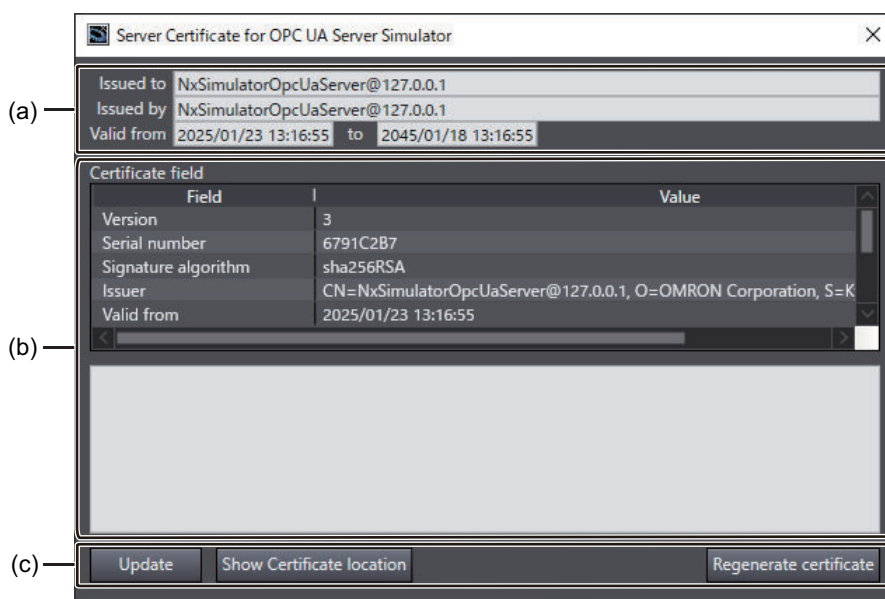 Server Certificate for OPC UA Server Simulator
(a)
Issued to NxSimulatorOpcUaServer@127.0.0.1
Issued by NxSimulatorOpcUaServer@127.0.0.1
Valid from 2025/01/23 13:16:55 to 2045/01/18 13:16:55
(b)
Certificate field
Field Value
Version 3
Serial number 6791C2B7
Signature algorithm sha256RSA
Issuer CN=NxSimulatorOpcUaServer@127.0.0.1, O=OMRON Corporation, S=K
Valid from 2025/01/23 13:16:55
(c)
Update Show Certificate location Regenerate certificate